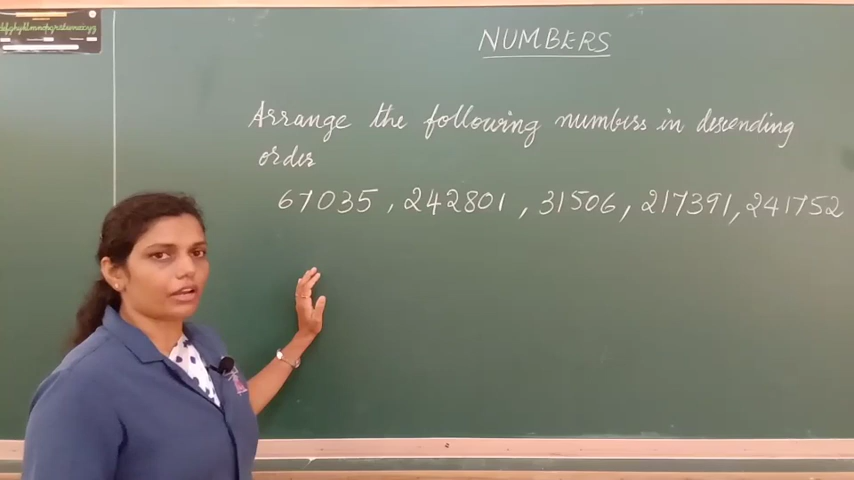 NUMBERS
Arrange the following numbers in descending
order
67035, 242801, 31506, 217391, 241752